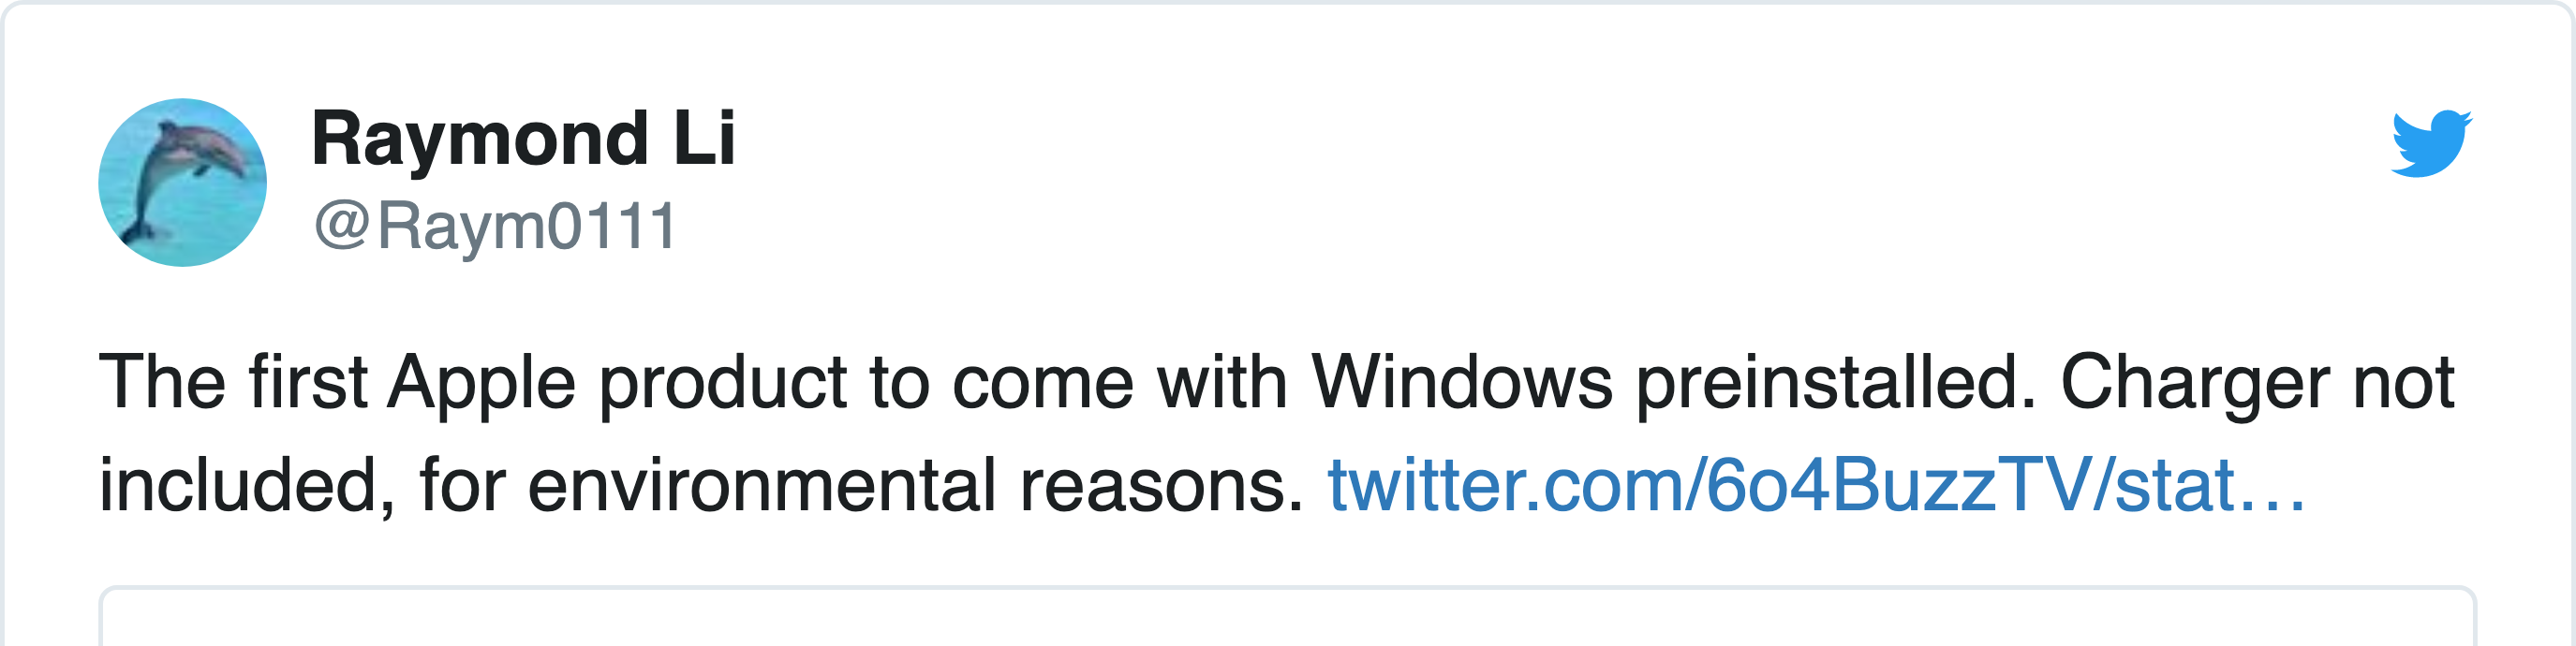 Raymond Li
@Raym0111
The first Apple product to come with Windows preinstalled. Charger not
included, for environmental reasons. twitter.com/6o4BuzzTV/stat…